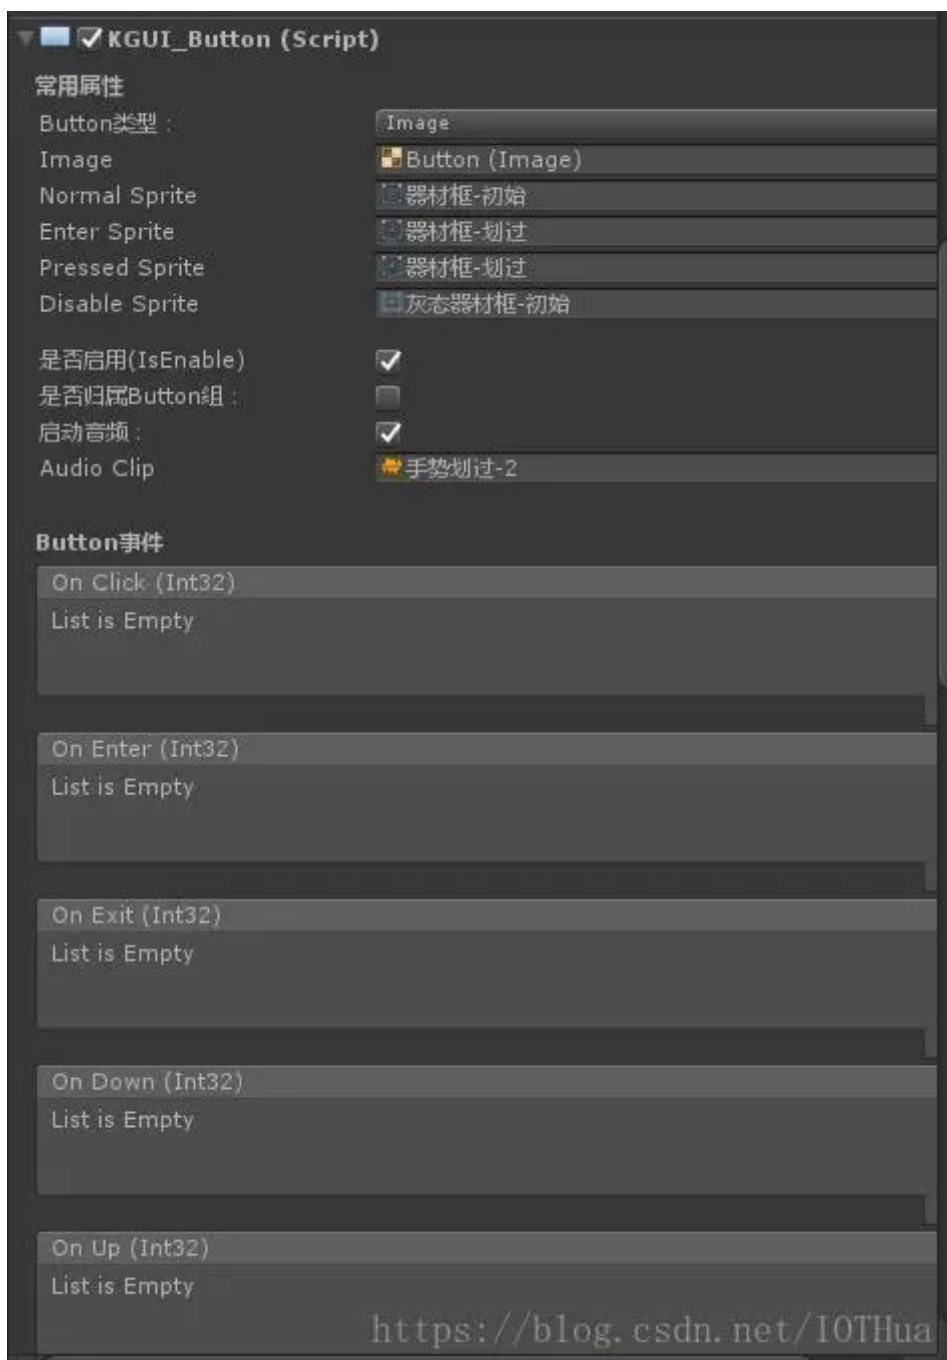 KGUI_Button (Script)
常用属性
Button类型： Image
Image Button (Image)
Normal Sprite 器材框-初始
Enter Sprite 器材框-划过
Pressed Sprite 器材框-划过
Disable Sprite 灰态器材框-初始
是否启用(IsEnable)
是否归属Button组：
启动音频：
Audio Clip 手势划过-2
Button事件
On Click (Int32)
List is Empty
On Enter (Int32)
List is Empty
On Exit (Int32)
List is Empty
On Down (Int32)
List is Empty
On Up (Int32)
List is Empty
https://blog.csdn.net/IOTHua